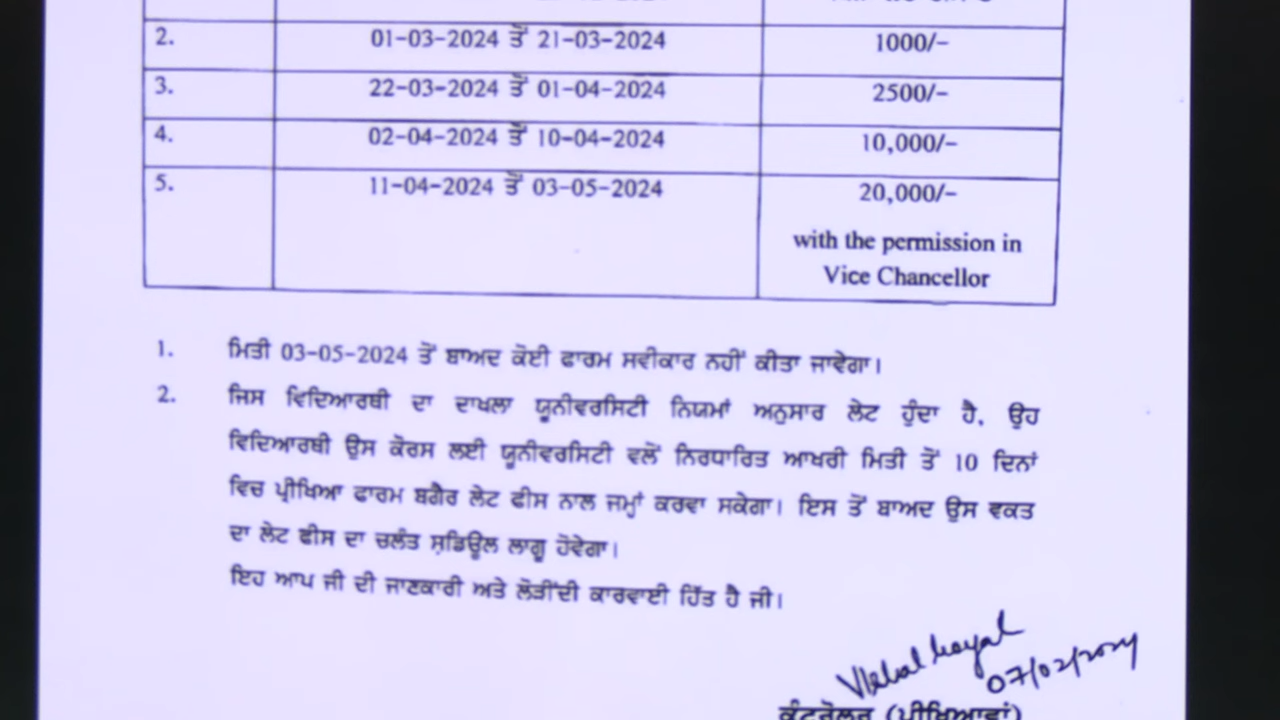 2. 01-03-2024 ਤੋਂ 21-03-2024 1000/-
3. 22-03-2024 ਤੋਂ 01-04-2024 2500/-
4. 02-04-2024 ਤੋਂ 10-04-2024 10,000/-
5. 11-04-2024 ਤੋਂ 03-05-2024 20,000/-
with the permission in
Vice Chancellor
1. ਮਿਤੀ 03-05-2024 ਤੋਂ ਬਾਅਦ ਕੋਈ ਫਾਰਮ ਸਵੀਕਾਰ ਨਹੀਂ ਕੀਤਾ ਜਾਵੇਗਾ।
2. ਜਿਸ ਵਿਦਿਆਰਥੀ ਦਾ ਦਾਖਲਾ ਯੂਨੀਵਰਸਿਟੀ ਨਿਯਮਾਂ ਅਨੁਸਾਰ ਲੇਟ ਹੁੰਦਾ ਹੈ, ਉਹ
ਵਿਦਿਆਰਥੀ ਉਸ ਕੋਰਸ ਲਈ ਯੂਨੀਵਰਸਿਟੀ ਵਲੋਂ ਨਿਰਧਾਰਿਤ ਆਖਰੀ ਮਿਤੀ ਤੋਂ 10 ਦਿਨਾਂ
ਵਿਚ ਪ੍ਰੀਖਿਆ ਫਾਰਮ ਬਗੈਰ ਲੇਟ ਫੀਸ ਨਾਲ ਜਮ੍ਹਾਂ ਕਰਵਾ ਸਕੇਗਾ। ਇਸ ਤੋਂ ਬਾਅਦ ਉਸ ਵਕਤ
ਦਾ ਲੇਟ ਫੀਸ ਦਾ ਚਲੰਤ ਸ਼ਡਿਊਲ ਲਾਗੂ ਹੋਵੇਗਾ।
ਇਹ ਆਪ ਜੀ ਦੀ ਜਾਣਕਾਰੀ ਅਤੇ ਲੋੜੀਂਦੀ ਕਾਰਵਾਈ ਹਿੱਤ ਹੈ ਜੀ।
07/02/2024
ਕੰਟਰੋਲਰ (ਪ੍ਰੀਖਿਆਵਾਂ)